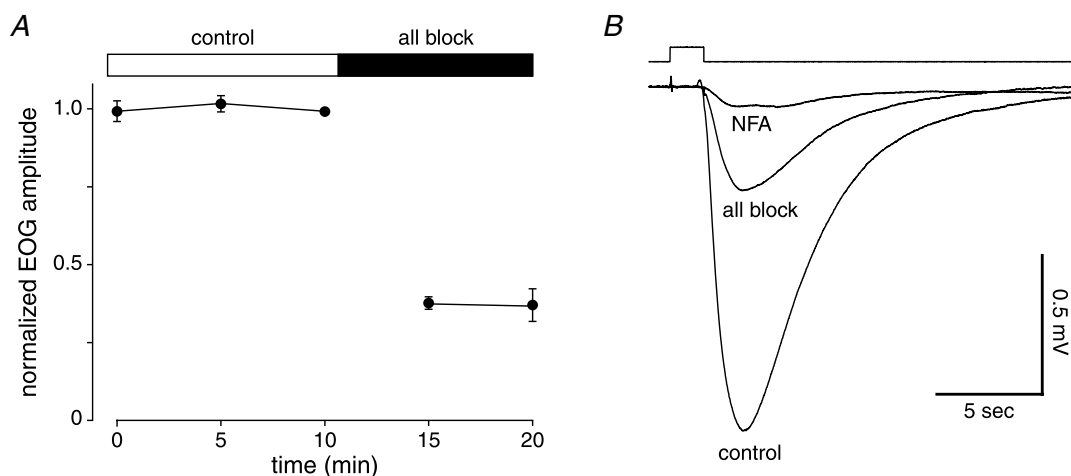 A
control
all block
normalized EOG amplitude
1.0
0.5
0
0 5 10 15 20
time (min)
B
NFA
all block
control
0.5 mV
5 sec